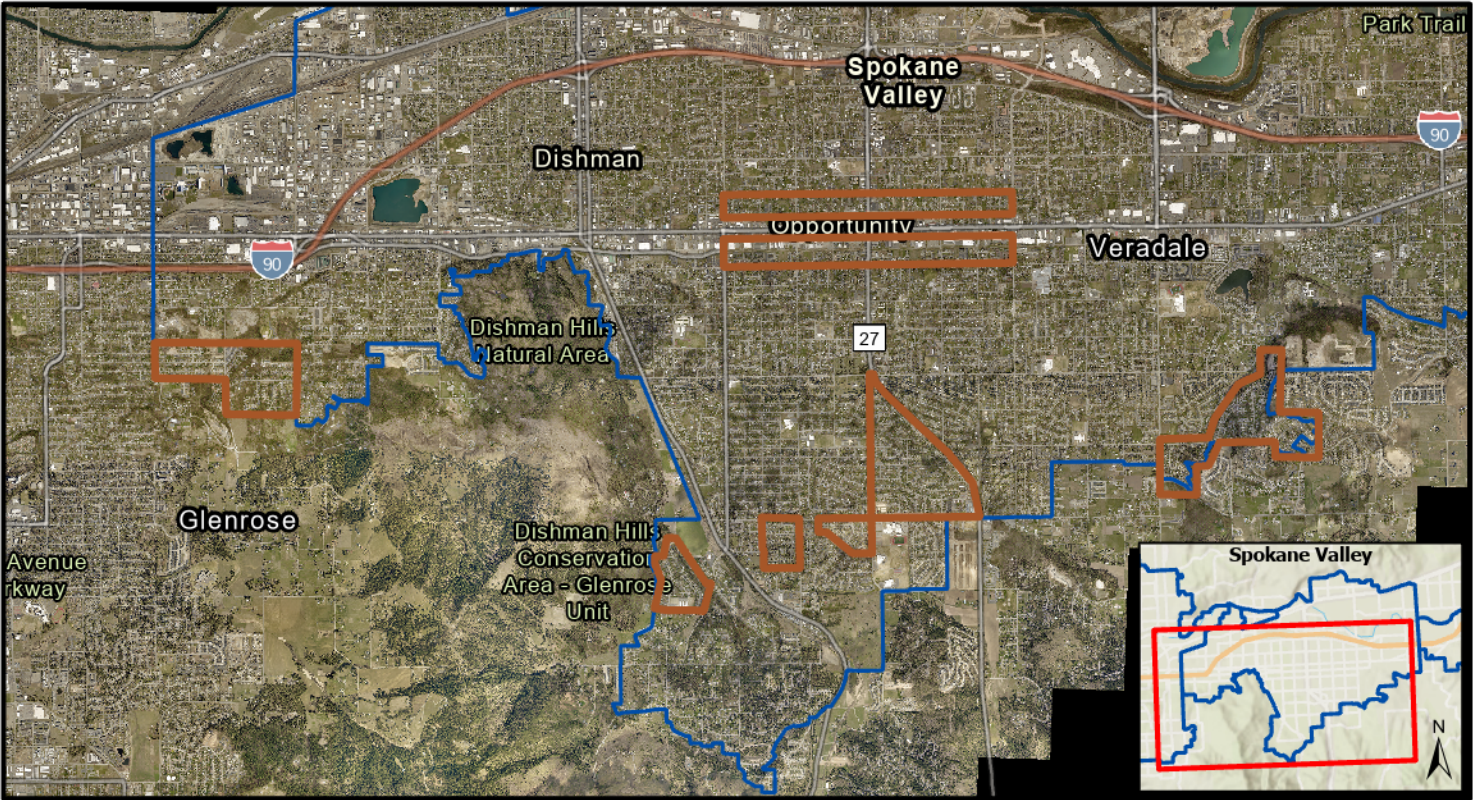 Park Trail
Spokane
Valley
90
Dishman
Opportunity
Veradale
90
Dishman Hills
Natural Area
27
Glenrose
Dishman Hills
Conservation
Area - Glenrose
Unit
Avenue
rkway
Spokane Valley
N